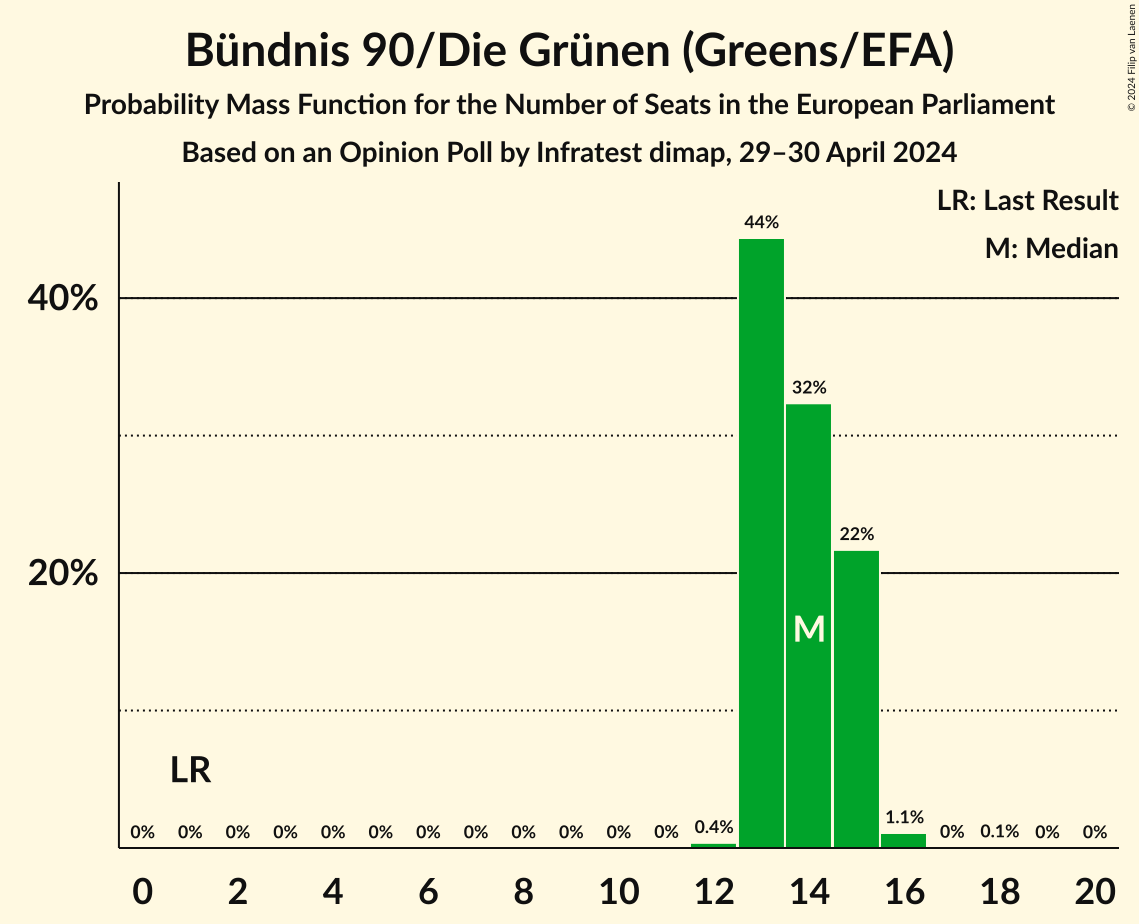 Bündnis 90/Die Grünen (Greens/EFA)
Probability Mass Function for the Number of Seats in the European Parliament
Based on an Opinion Poll by Infratest dimap, 29–30 April 2024
© 2024 Filip van Laenen
LR: Last Result
M: Median
44%
40%
32%
22%
20%
M
LR
0% 0% 0% 0% 0% 0% 0% 0% 0% 0% 0% 0% 0.4% 1.1% 0% 0.1% 0% 0%
0 2 4 6 8 10 12 14 16 18 20